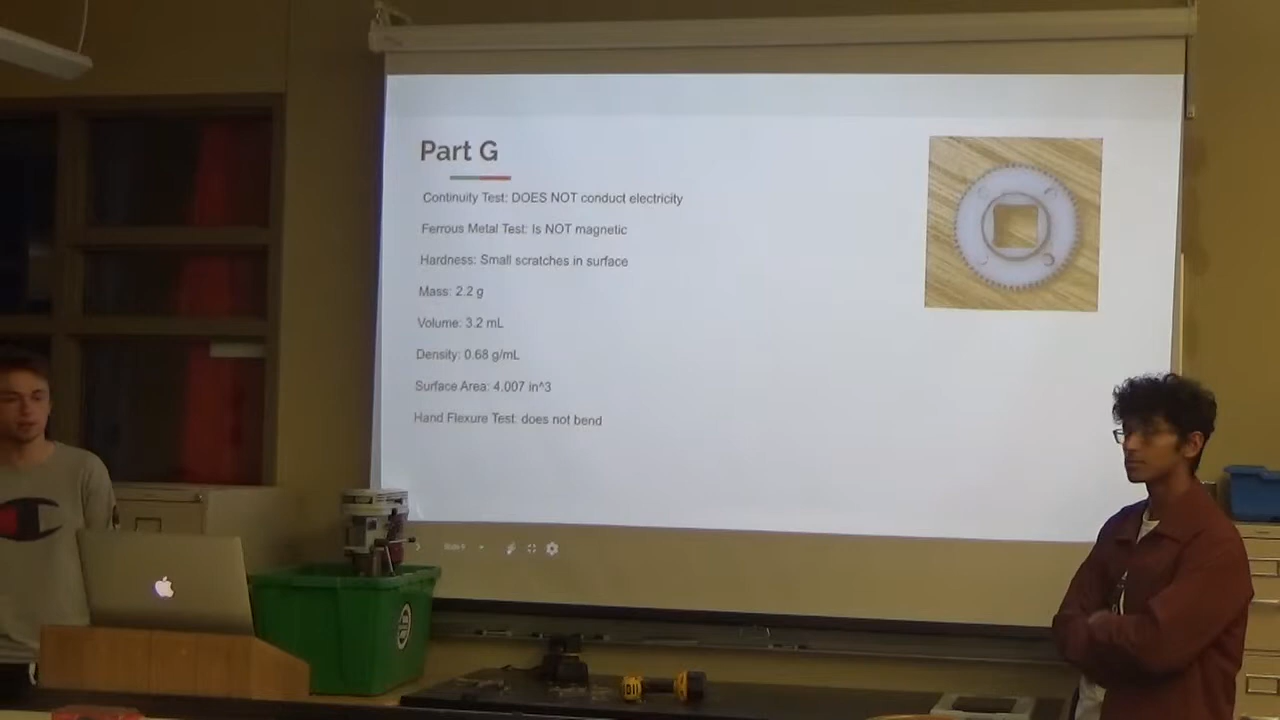 Part G
Continuity Test: DOES NOT conduct electricity
Ferrous Metal Test: Is NOT magnetic
Hardness: Small scratches in surface
Mass: 2.2 g
Volume: 3.2 mL
Density: 0.68 g/mL
Surface Area: 4.007 in^3
Hand Flexure Test: does not bend